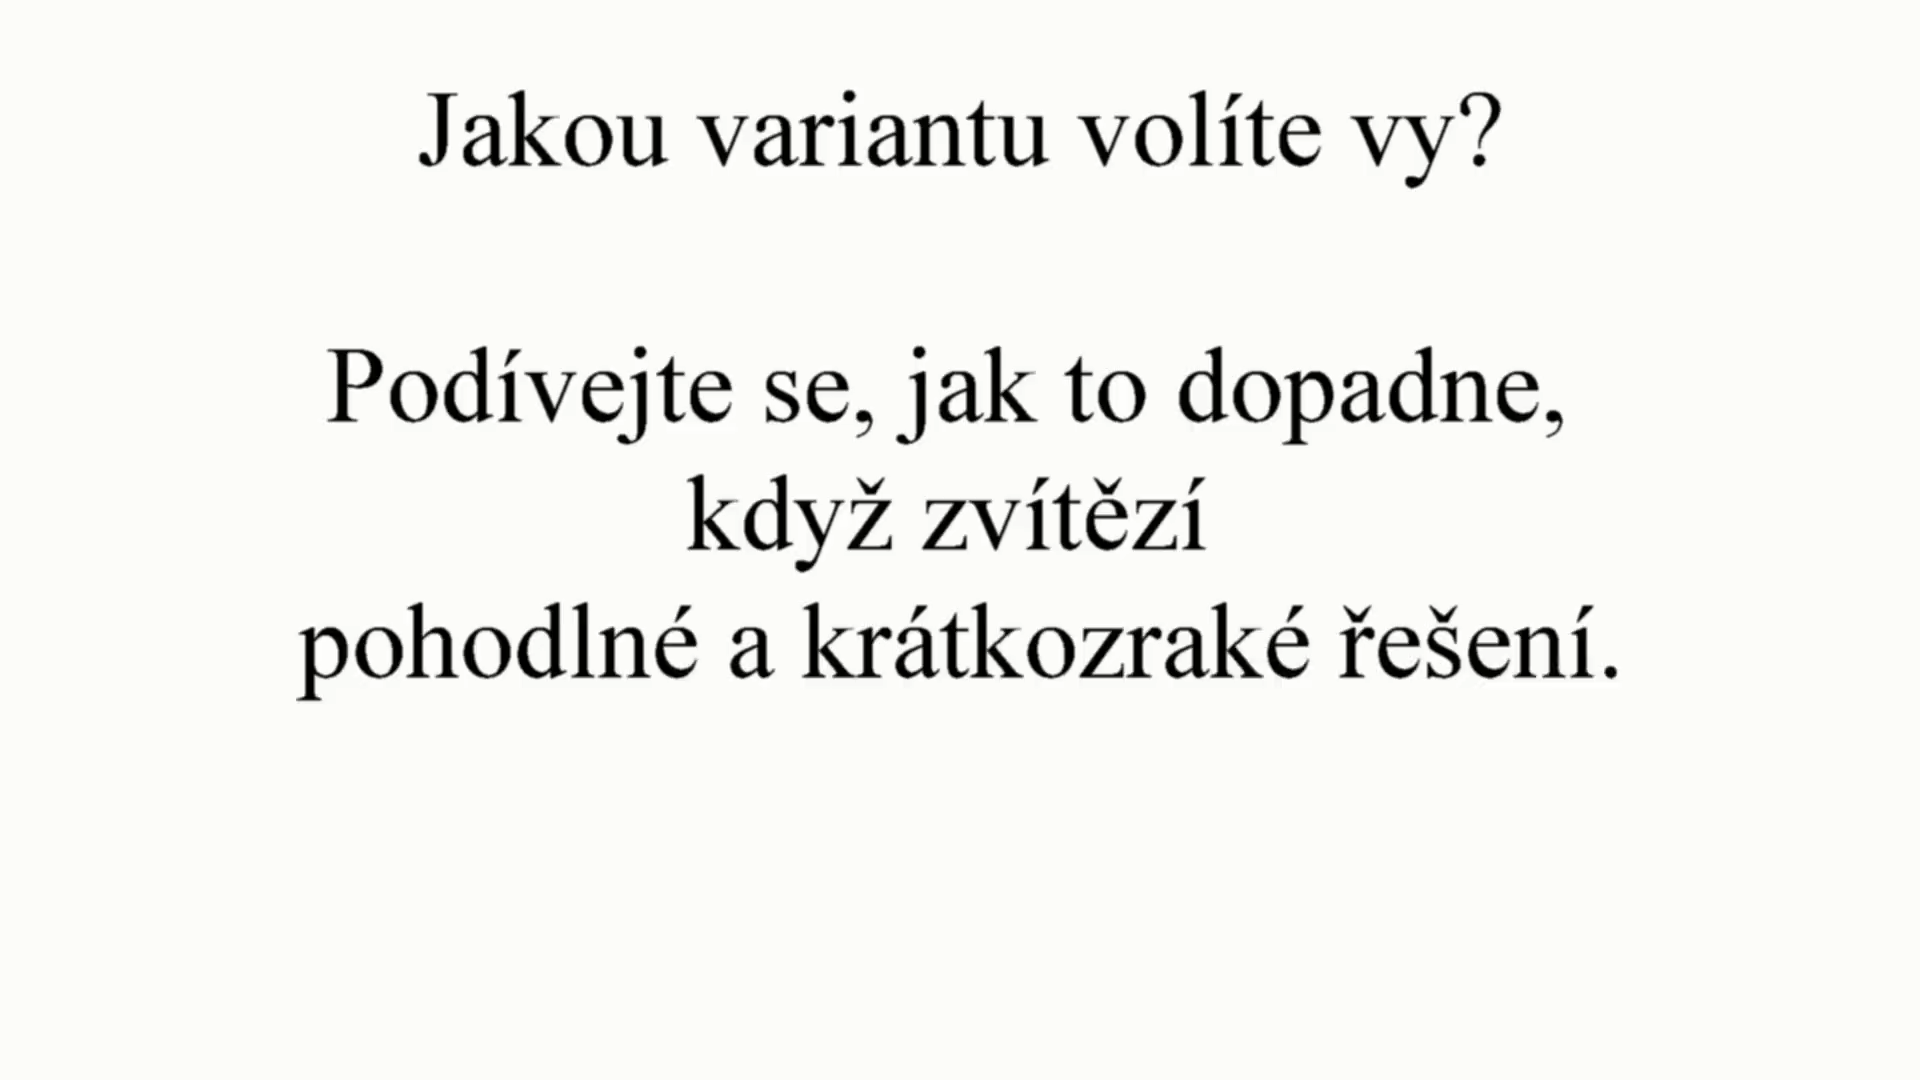 Jakou variantu volíte vy?
Podívejte se, jak to dopadne,
když zvítězí
pohodlné a krátkozraké řešení.